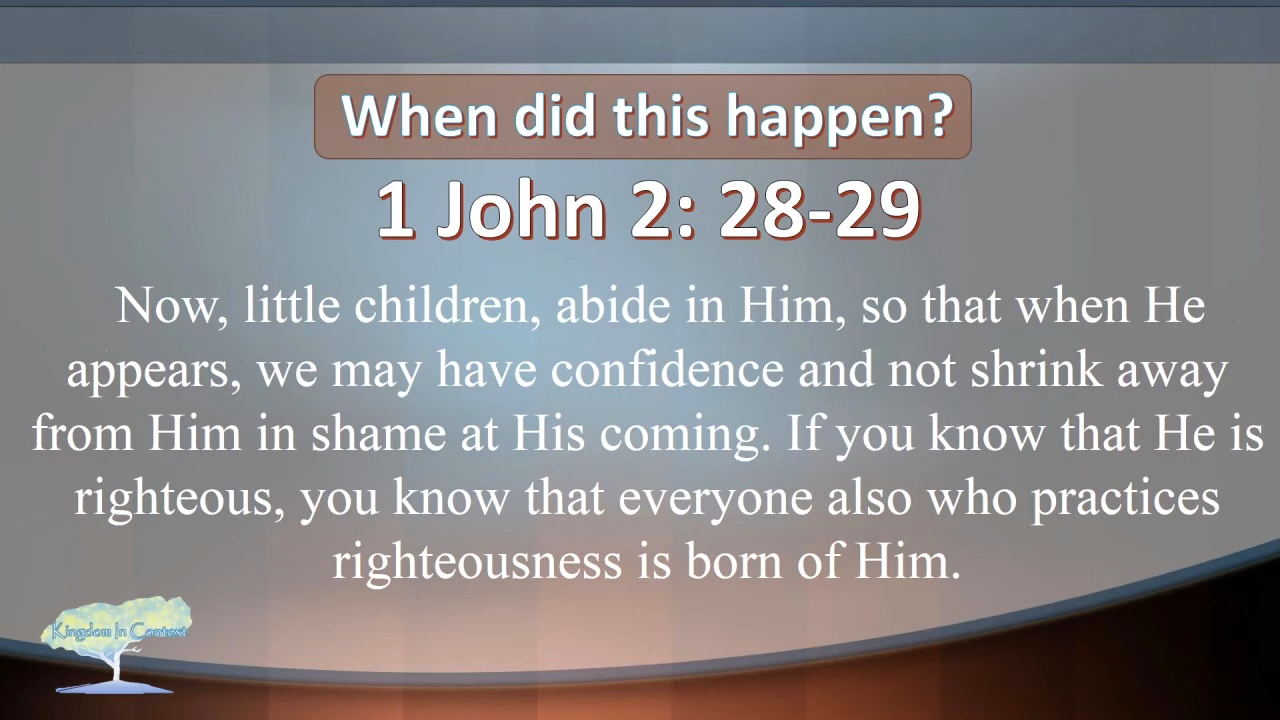 When did this happen?
1 John 2: 28-29
Now, little children, abide in Him, so that when He
appears, we may have confidence and not shrink away
from Him in shame at His coming. If you know that He is
righteous, you know that everyone also who practices
righteousness is born of Him.
Kingdom In Context